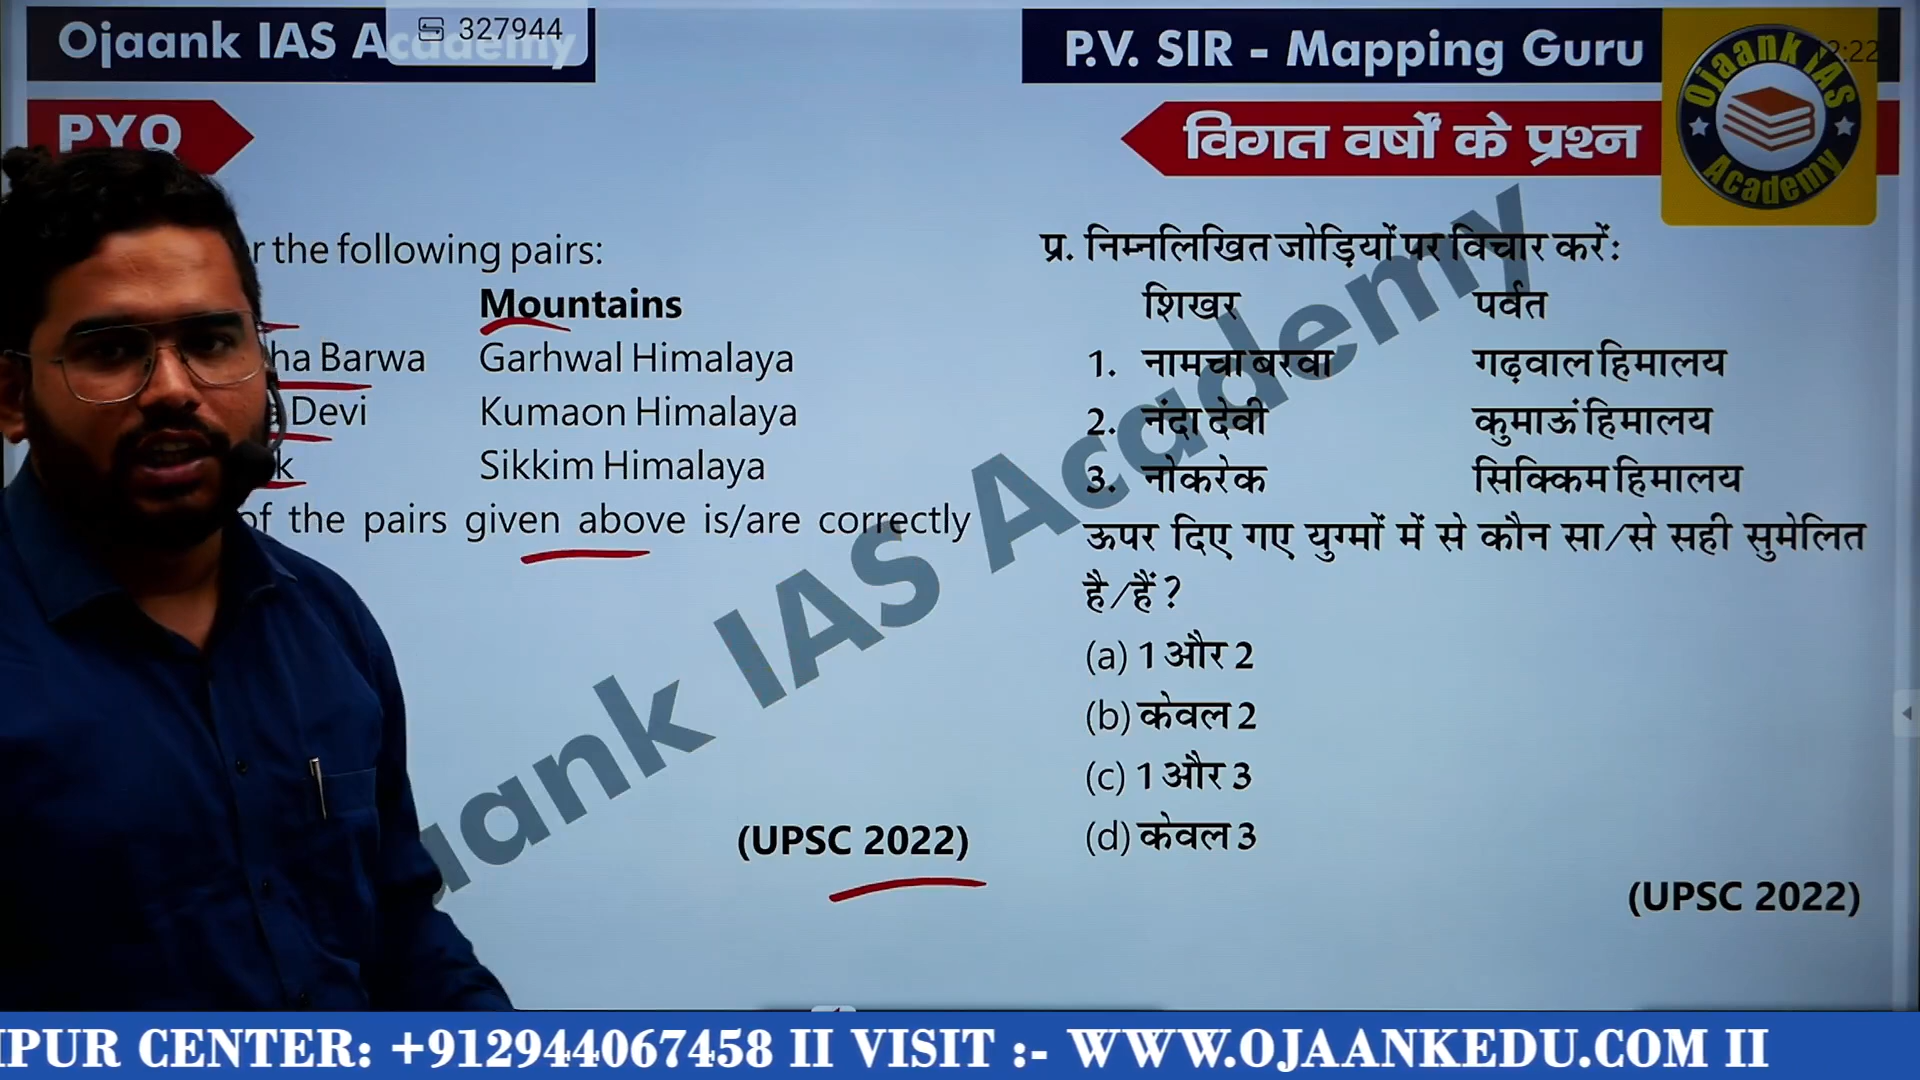 Ojaank IAS Academy
327944
P.V. SIR - Mapping Guru
Ojaank IAS
Academy
:22
PYQ
विगत वर्षों के प्रश्न
the following pairs:
Mountains
Barwa Garhwal Himalaya
Devi Kumaon Himalaya
Sikkim Himalaya
of the pairs given above is/are correctly
(UPSC 2022)
प्र. निम्नलिखित जोड़ियों पर विचार करें:
शिखर पर्वत
1. नामचा बरवा गढ़वाल हिमालय
2. नंदा देवी कुमाऊं हिमालय
3. नोकरेक सिक्किम हिमालय
ऊपर दिए गए युग्मों में से कौन सा/से सही सुमेलित
है/हैं?
(a) 1 और 2
(b) केवल 2
(c) 1 और 3
(d) केवल 3
(UPSC 2022)
IAS Academy
IPUR CENTER: +912944067458 II VISIT :- WWW.OJAANKEDU.COM II